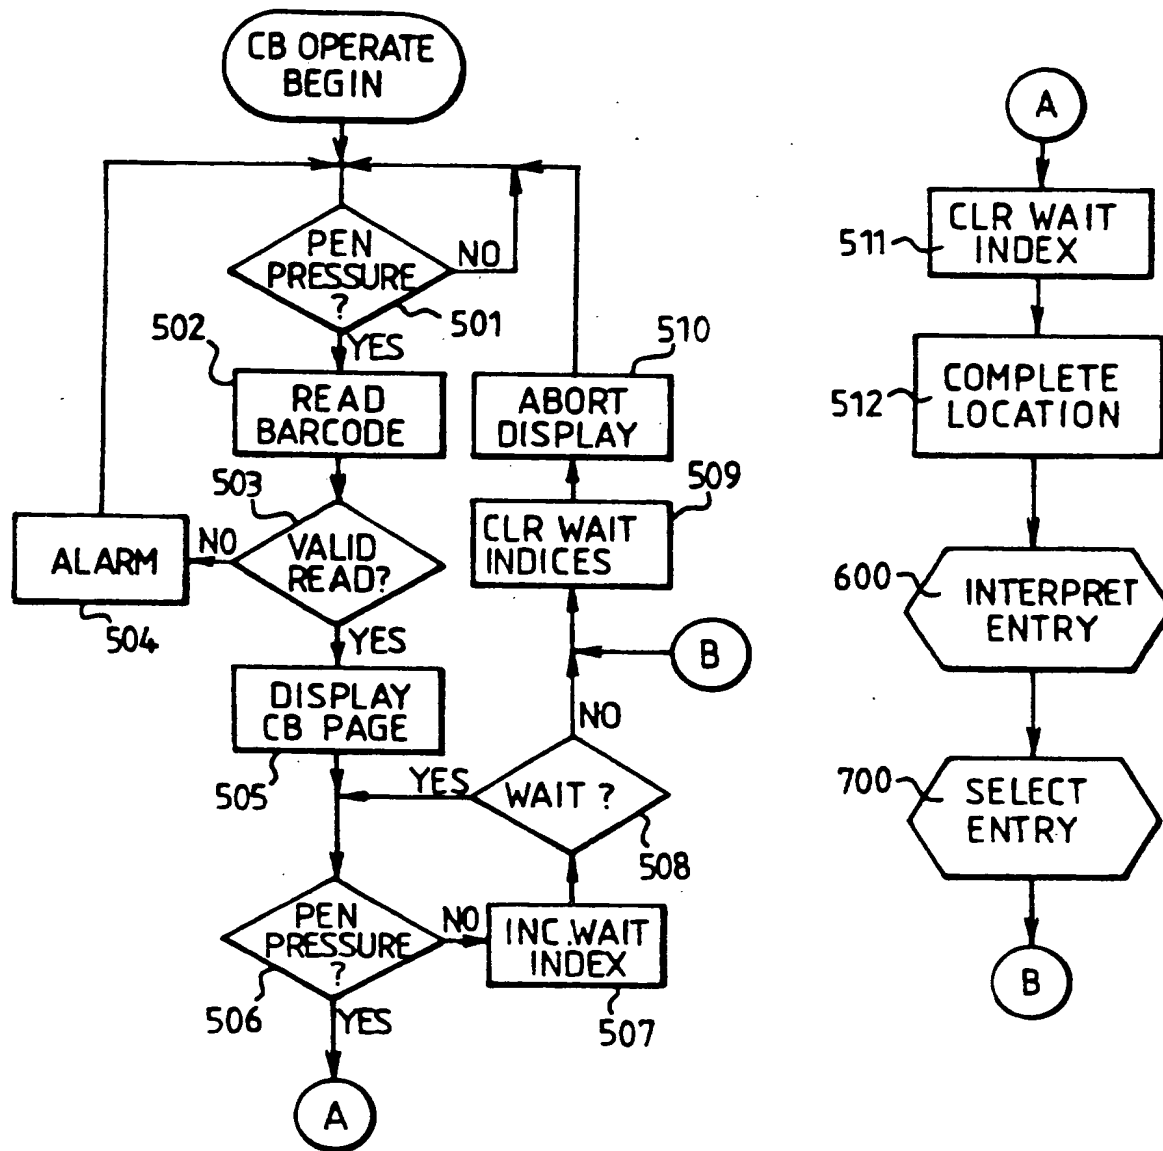 CB OPERATE
BEGIN
PEN
PRESSURE
?
NO
501
YES
502
READ
BARCODE
503
VALID
READ?
NO
ALARM
504
YES
DISPLAY
CB PAGE
505
PEN
PRESSURE
?
506
NO
YES
A
INC.WAIT
INDEX
507
WAIT ?
508
YES
NO
B
CLR WAIT
INDICES
509
ABORT
DISPLAY
510
A
CLR WAIT
INDEX
511
COMPLETE
LOCATION
512
INTERPRET
ENTRY
600
SELECT
ENTRY
700
B